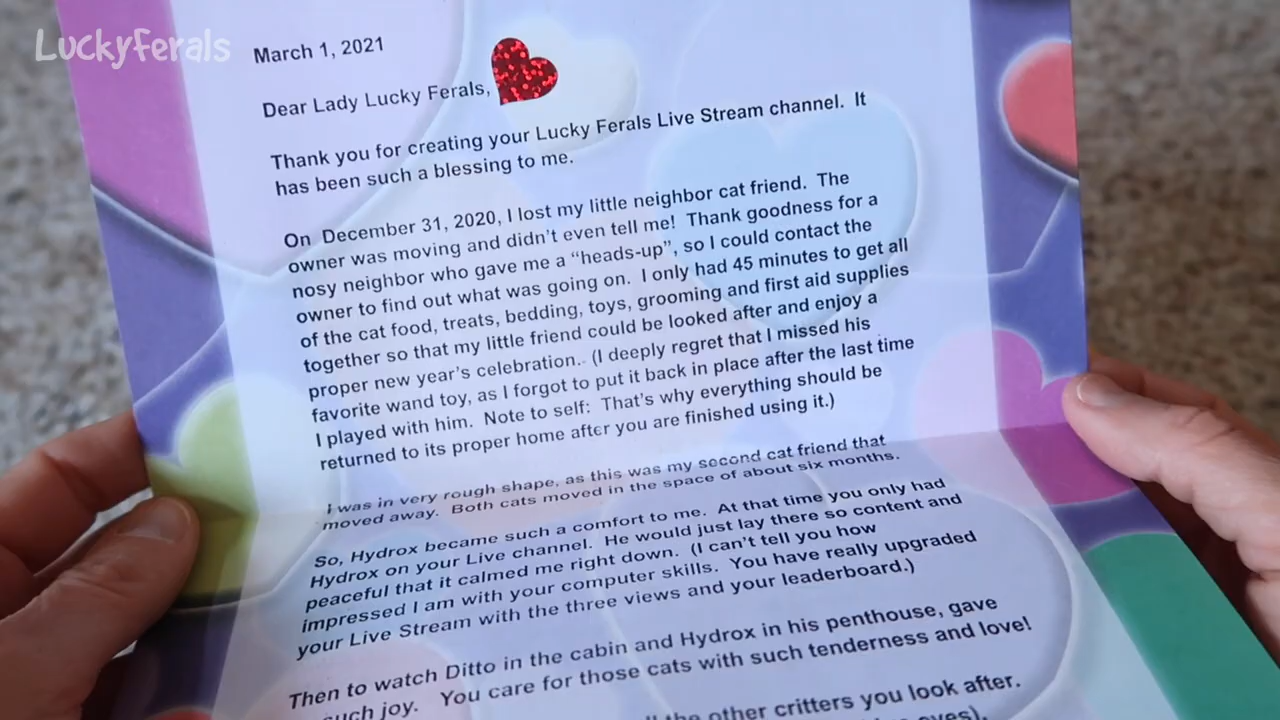 LuckyFerals
March 1, 2021
Dear Lady Lucky Ferals,
Thank you for creating your Lucky Ferals Live Stream channel. It
has been such a blessing to me.
On December 31, 2020, I lost my little neighbor cat friend. The
owner was moving and didn't even tell me! Thank goodness for a
nosy neighbor who gave me a "heads-up", so I could contact the
owner to find out what was going on. I only had 45 minutes to get all
of the cat food, treats, bedding, toys, grooming and first aid supplies
together so that my little friend could be looked after and enjoy a
proper new year's celebration. (I deeply regret that I missed his
favorite wand toy, as I forgot to put it back in place after the last time
I played with him. Note to self: That's why everything should be
returned to its proper home after you are finished using it.)
I was in very rough shape, as this was my second cat friend that
moved away. Both cats moved in the space of about six months.
So, Hydrox became such a comfort to me. At that time you only had
Hydrox on your Live channel. He would just lay there so content and
peaceful that it calmed me right down. (I can't tell you how
impressed I am with your computer skills. You have really upgraded
your Live Stream with the three views and your leaderboard.)
Then to watch Ditto in the cabin and Hydrox in his penthouse, gave
such joy. You care for those cats with such tenderness and love!
the other critters you look after.
eyes).